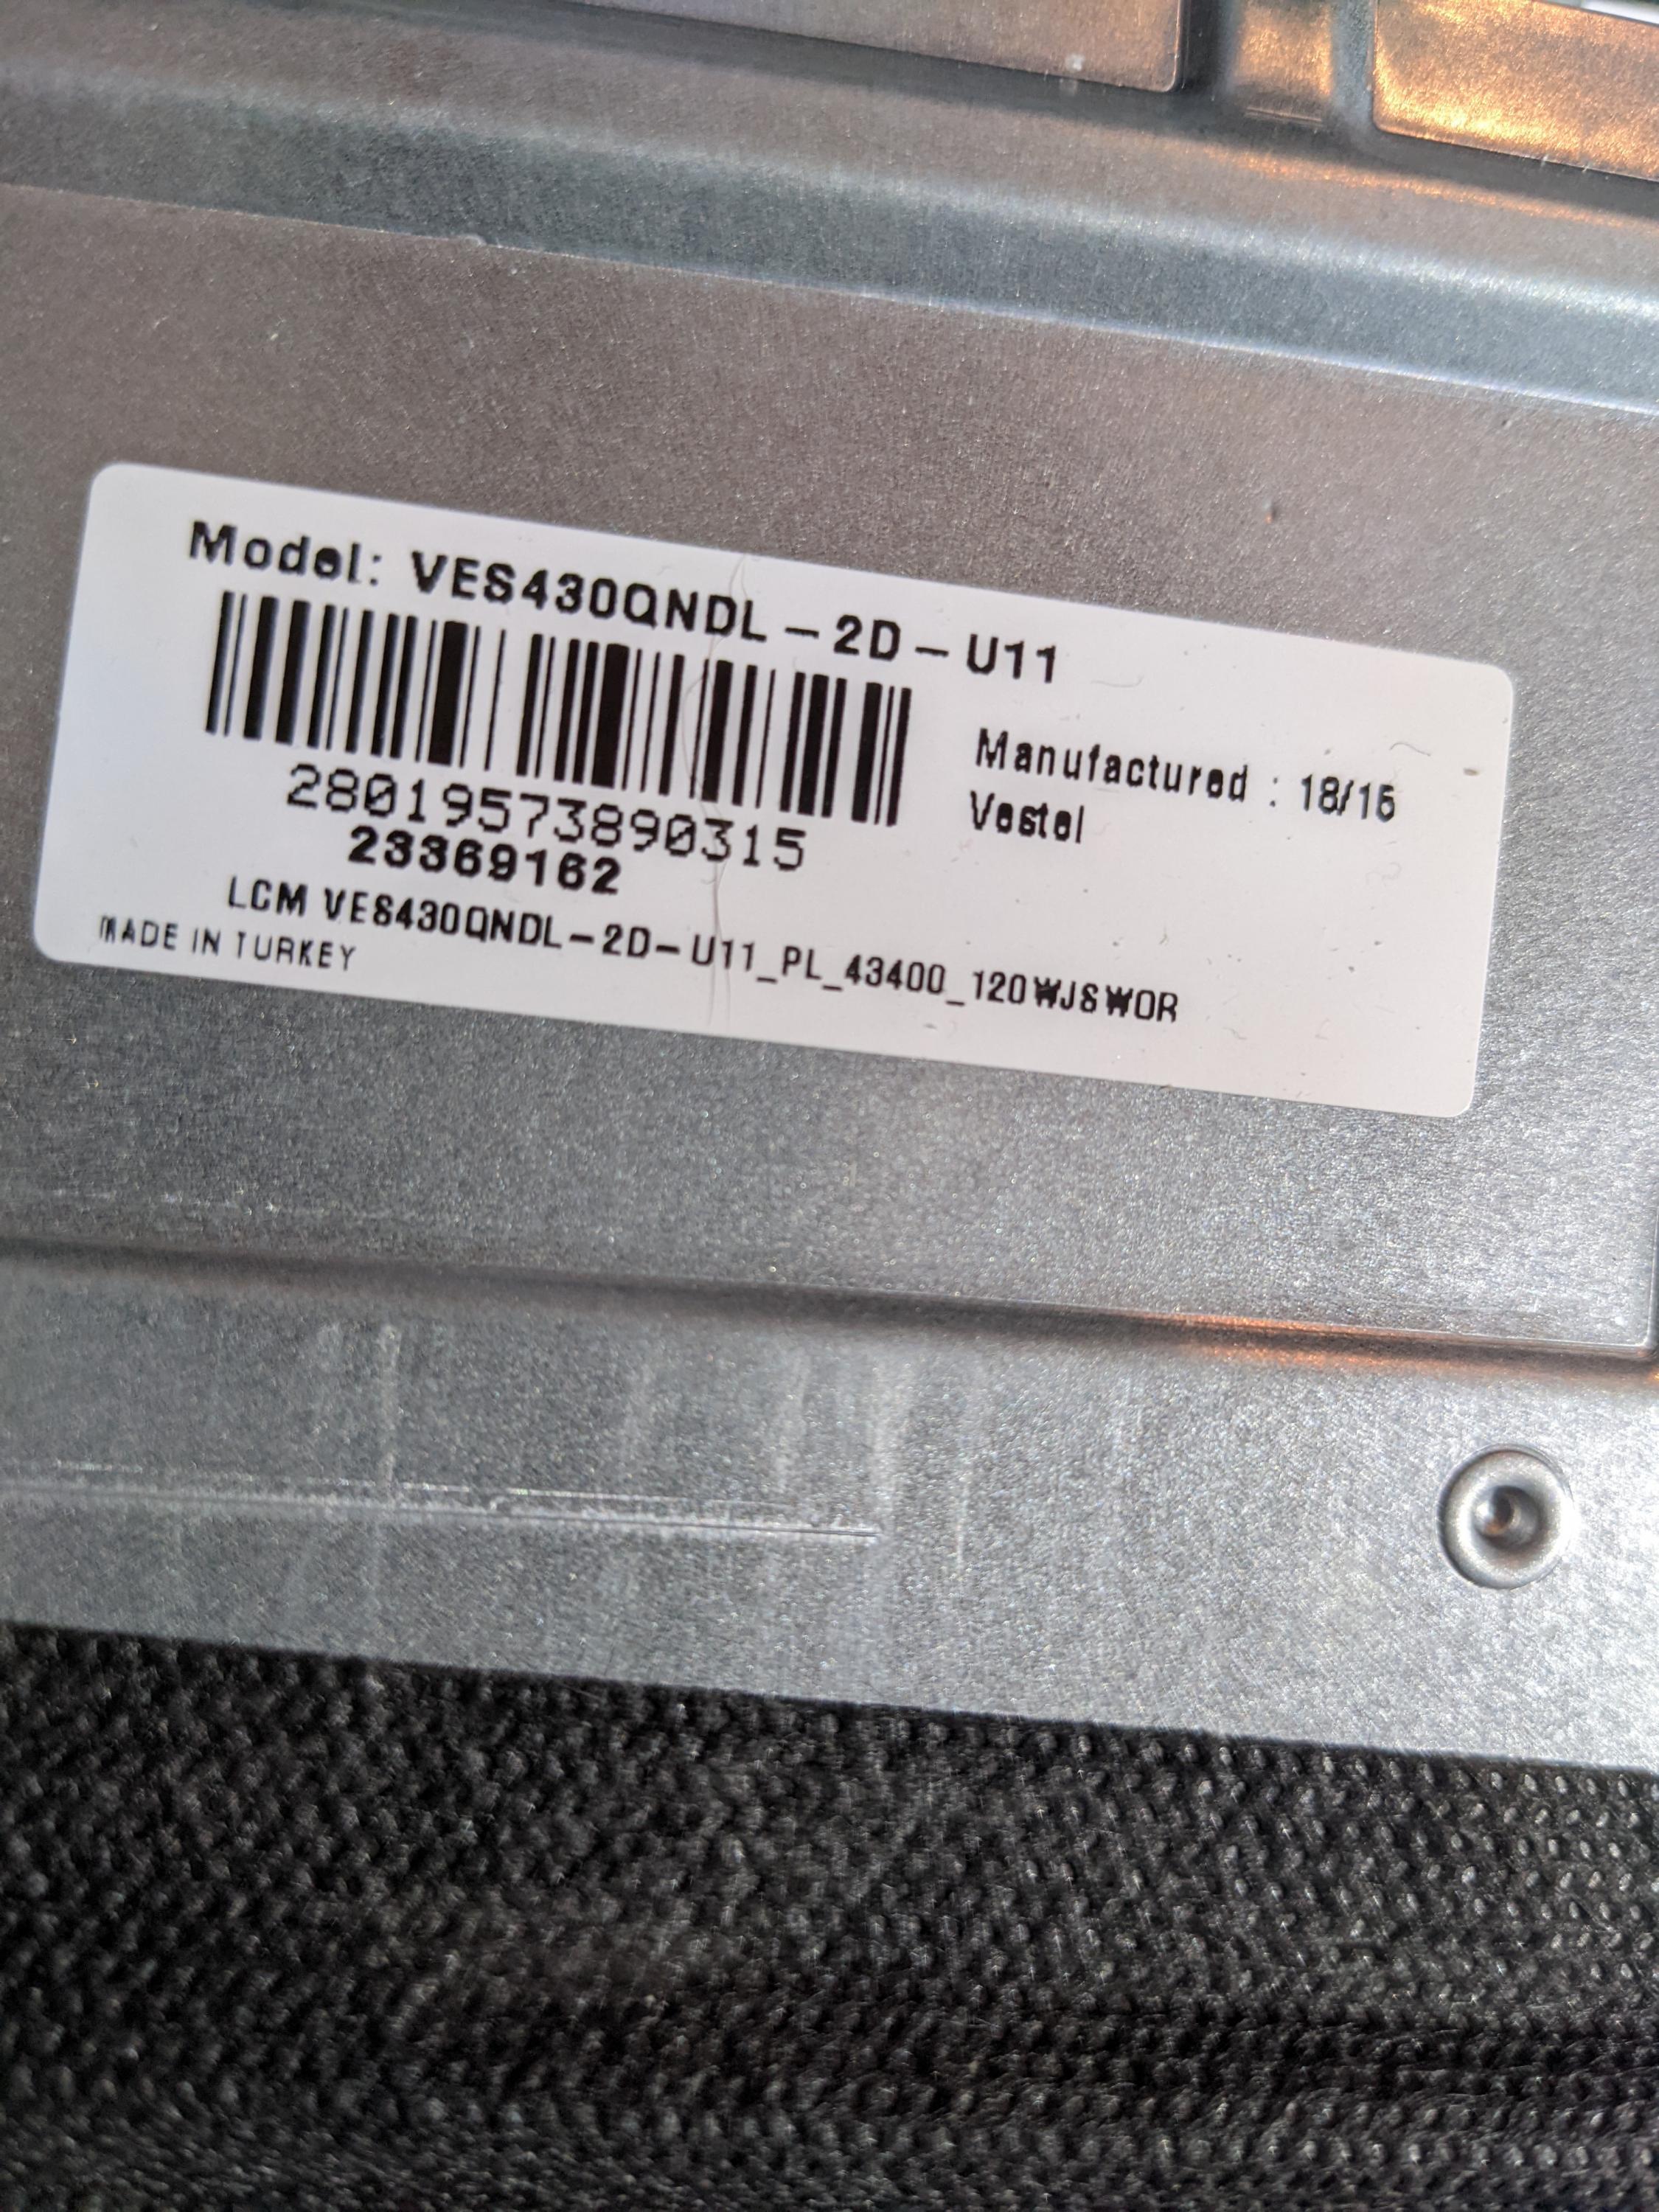 Model: VES430QNDL-2D-U11
28019573890315
23369162
Manufactured : 18/15
Vestel
LCM VES430QNDL-2D-U11_PL_43400_120WJSWOR
MADE IN TURKEY